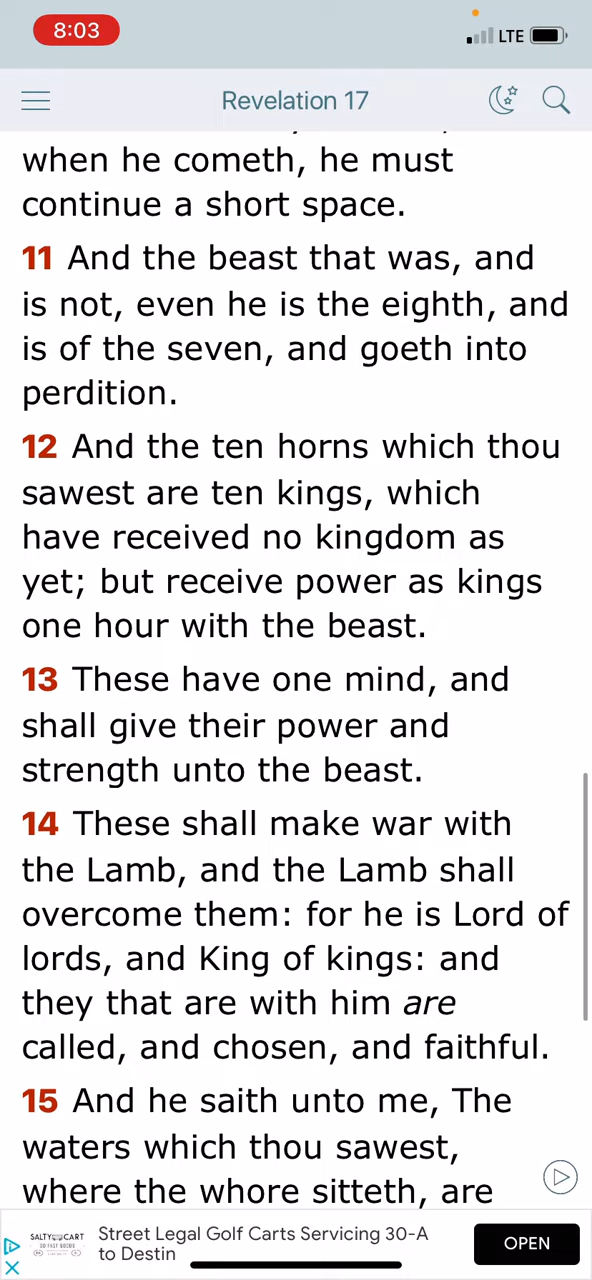 8:03
LTE
Revelation 17
when he cometh, he must
continue a short space.
11 And the beast that was, and
is not, even he is the eighth, and
is of the seven, and goeth into
perdition.
12 And the ten horns which thou
sawest are ten kings, which
have received no kingdom as
yet; but receive power as kings
one hour with the beast.
13 These have one mind, and
shall give their power and
strength unto the beast.
14 These shall make war with
the Lamb, and the Lamb shall
overcome them: for he is Lord of
lords, and King of kings: and
they that are with him are
called, and chosen, and faithful.
15 And he saith unto me, The
waters which thou sawest,
where the whore sitteth, are
SALTY CART
Street Legal Golf Carts Servicing 30-A
to Destin
OPEN